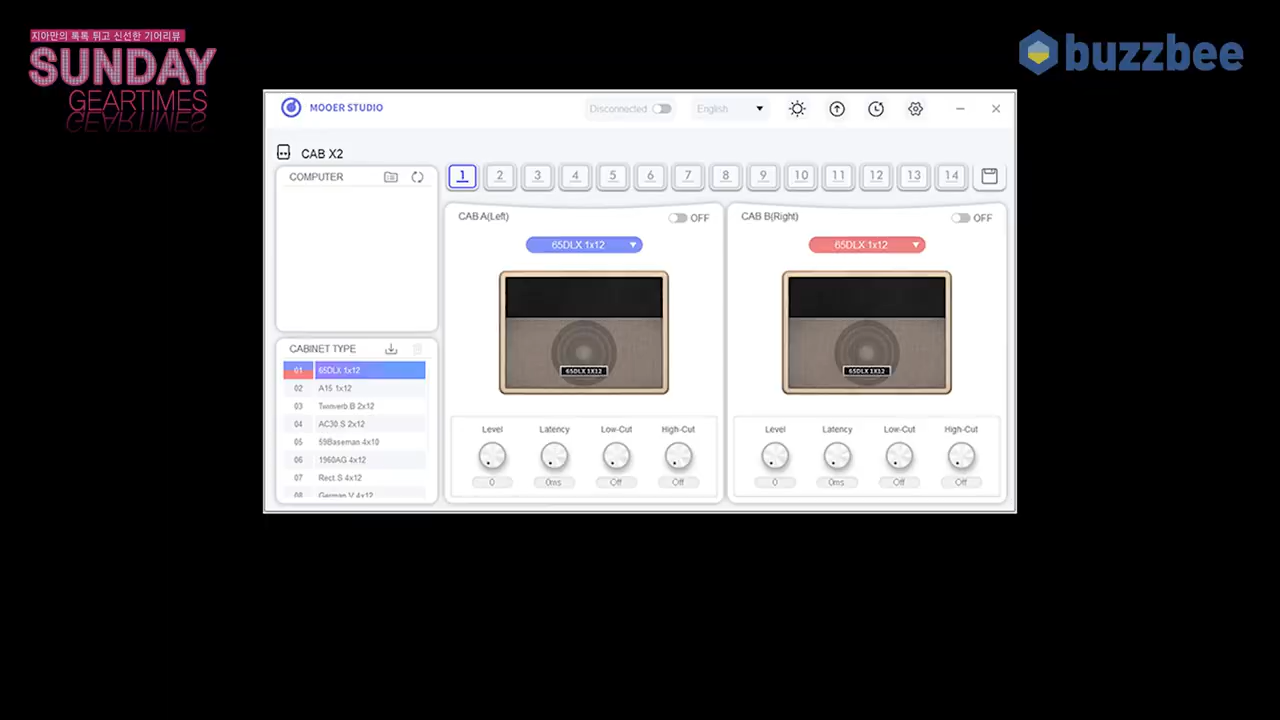 지아만의 톡톡 튀고 신선한 기어리뷰
SUNDAY
GEARTIMES
buzzbee
MOOER STUDIO
Disconnected
English
CAB X2
COMPUTER
1 2 3 4 5 6 7 8 9 10 11 12 13 14
CAB A(Left)
OFF
65DLX 1x12
65DLX 1X12
Level Latency Low-Cut High-Cut
0 0ms Off Off
CAB B(Right)
OFF
65DLX 1x12
65DLX 1X12
Level Latency Low-Cut High-Cut
0 0ms Off Off
CABINET TYPE
01 65DLX 1x12
02 A15 1x12
03 Twinverb B 2x12
04 AC30 S 2x12
05 59Baseman 4x10
06 1960AG 4x12
07 Rect S 4x12
08 German V 4x12